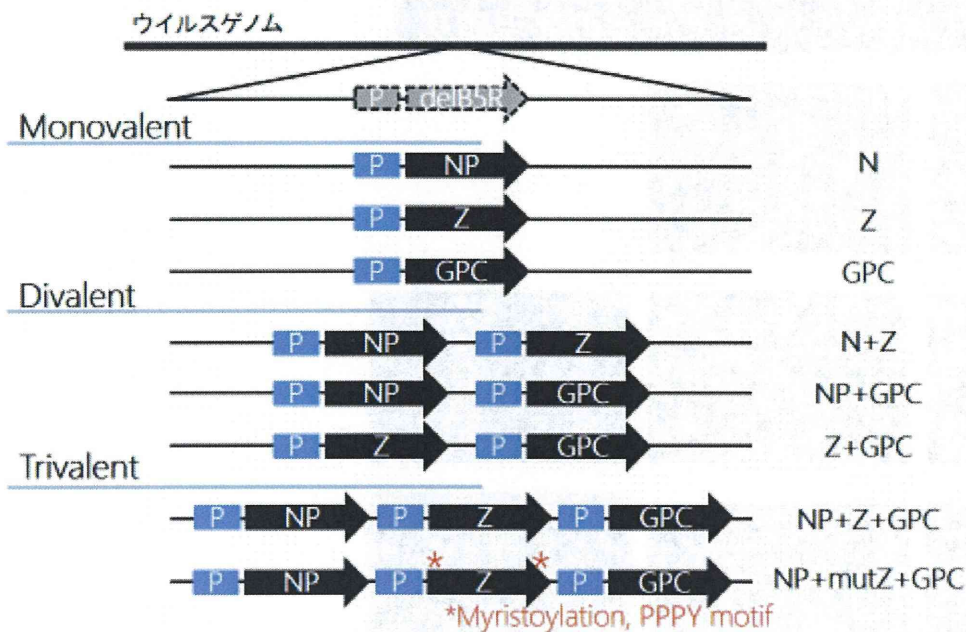 ウイルスゲノム
P delB5R
Monovalent
P NP N
P Z Z
P GPC GPC
Divalent
P NP P Z N+Z
P NP P GPC NP+GPC
P Z P GPC Z+GPC
Trivalent
P NP P Z P GPC NP+Z+GPC
* *
P NP P Z P GPC NP+mutZ+GPC
*Myristoylation, PPPY motif